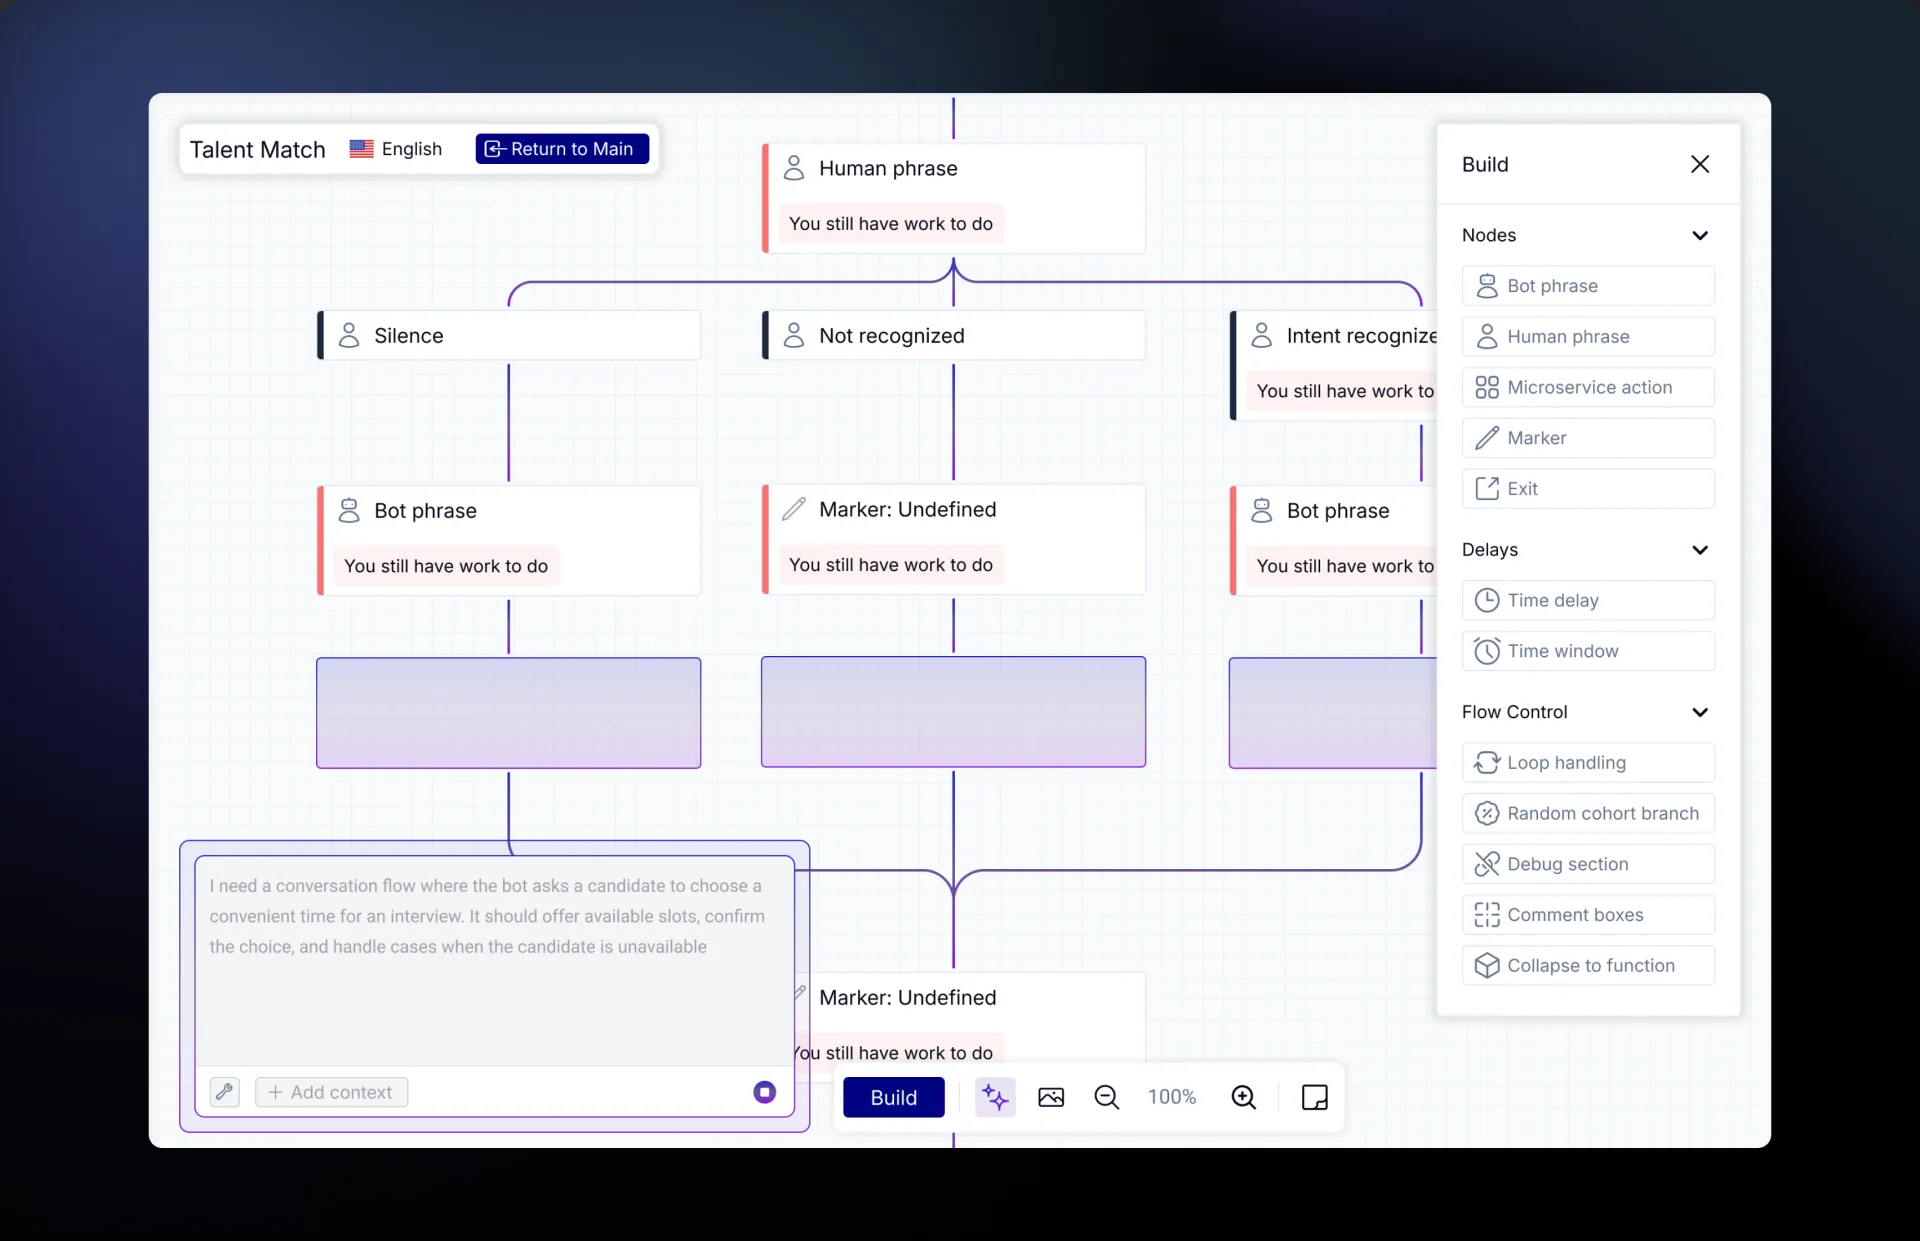 Talent Match
English
Return to Main
Human phrase
You still have work to do
Silence
Not recognized
Intent recognize
You still have work to
Bot phrase
You still have work to do
Marker: Undefined
You still have work to do
Bot phrase
You still have work to
I need a conversation flow where the bot asks a candidate to choose a
convenient time for an interview. It should offer available slots, confirm
the choice, and handle cases when the candidate is unavailable
+ Add context
Marker: Undefined
You still have work to do
Build
100%
Build
Nodes
Bot phrase
Human phrase
Microservice action
Marker
Exit
Delays
Time delay
Time window
Flow Control
Loop handling
Random cohort branch
Debug section
Comment boxes
Collapse to function